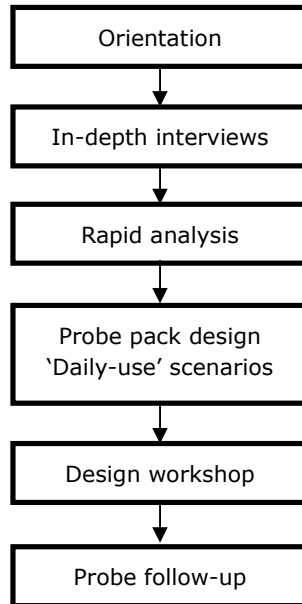 Orientation
In-depth interviews
Rapid analysis
Probe pack design
‘Daily-use’ scenarios
Design workshop
Probe follow-up